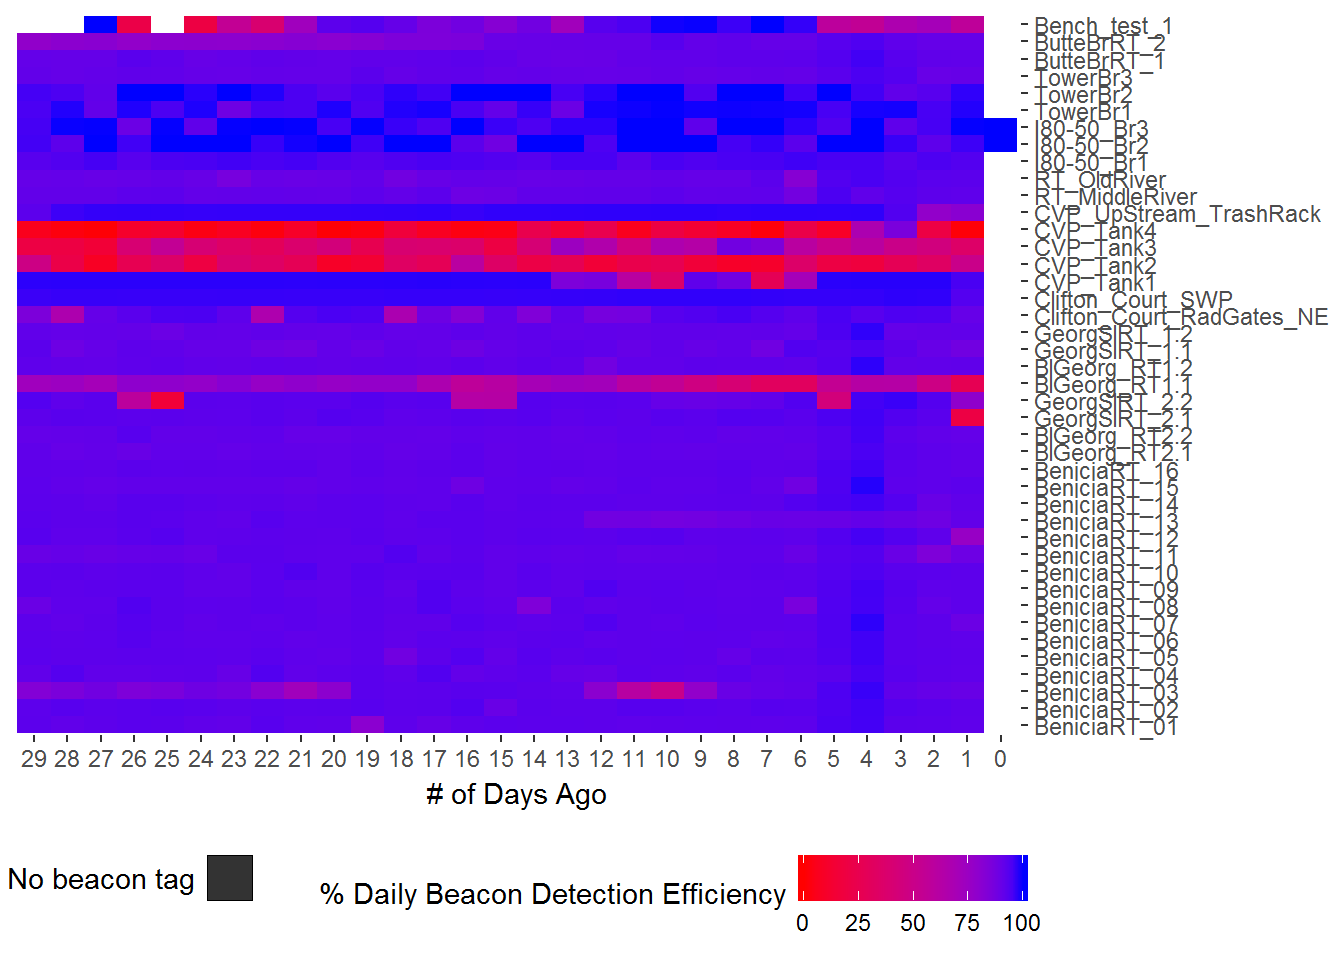 Bench_test_1
ButteBrRT_2
ButteBrRT_1
TowerBr3
TowerBr2
TowerBr1
I80-50_Br3
I80-50_Br2
I80-50_Br1
RT_OldRiver
RT_MiddleRiver
CVP_UpStream_TrashRack
CVP_Tank4
CVP_Tank3
CVP_Tank2
CVP_Tank1
Clifton_Court_SWP
Clifton_Court_RadGates_NE
GeorgSlRT_1.2
GeorgSlRT_1.1
BlGeorg_RT1.2
BlGeorg_RT1.1
GeorgSlRT_2.2
GeorgSlRT_2.1
BlGeorg_RT2.2
BlGeorg_RT2.1
BeniciaRT_16
BeniciaRT_15
BeniciaRT_14
BeniciaRT_13
BeniciaRT_12
BeniciaRT_11
BeniciaRT_10
BeniciaRT_09
BeniciaRT_08
BeniciaRT_07
BeniciaRT_06
BeniciaRT_05
BeniciaRT_04
BeniciaRT_03
BeniciaRT_02
BeniciaRT_01
29 28 27 26 25 24 23 22 21 20 19 18 17 16 15 14 13 12 11 10 9 8 7 6 5 4 3 2 1 0
# of Days Ago
No beacon tag
% Daily Beacon Detection Efficiency
0 25 50 75 100